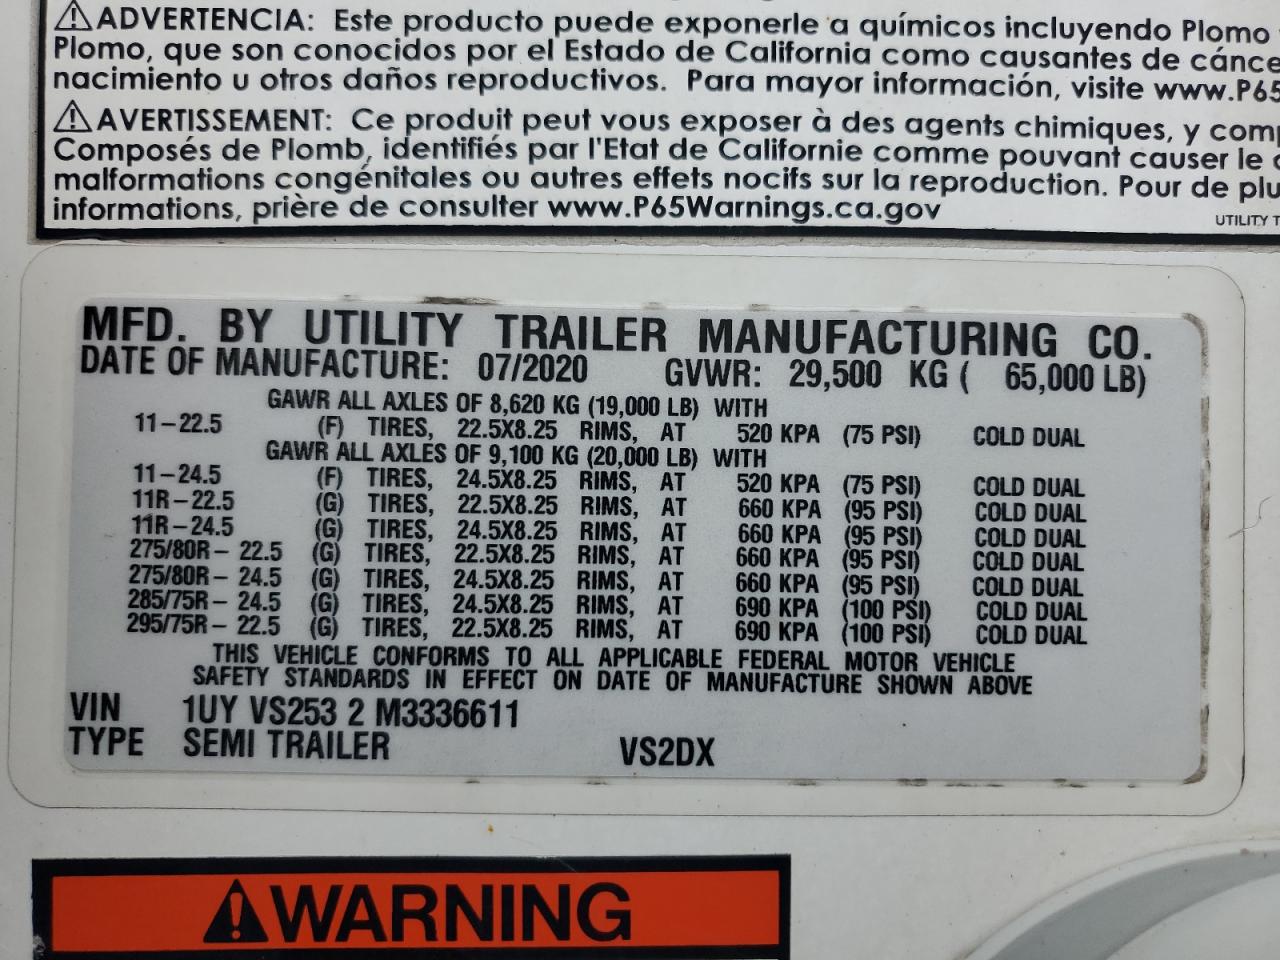 ⚠ADVERTENCIA: Este producto puede exponerle a químicos incluyendo Plomo
Plomo, que son conocidos por el Estado de California como causantes de cánce
nacimiento u otros daños reproductivos. Para mayor información, visite www.P65
⚠AVERTISSEMENT: Ce produit peut vous exposer à des agents chimiques, y comp
Composés de Plomb, identifiés par l'Etat de Californie comme pouvant causer le c
malformations congénitales ou autres effets nocifs sur la reproduction. Pour de plu
informations, prière de consulter www.P65Warnings.ca.gov
UTILITY T
MFD. BY UTILITY TRAILER MANUFACTURING CO.
DATE OF MANUFACTURE: 07/2020 GVWR: 29,500 KG ( 65,000 LB)
GAWR ALL AXLES OF 8,620 KG (19,000 LB) WITH
11-22.5 (F) TIRES, 22.5X8.25 RIMS, AT 520 KPA (75 PSI) COLD DUAL
GAWR ALL AXLES OF 9,100 KG (20,000 LB) WITH
11-24.5 (F) TIRES, 24.5X8.25 RIMS, AT 520 KPA (75 PSI) COLD DUAL
11R-22.5 (G) TIRES, 22.5X8.25 RIMS, AT 660 KPA (95 PSI) COLD DUAL
11R-24.5 (G) TIRES, 24.5X8.25 RIMS, AT 660 KPA (95 PSI) COLD DUAL
275/80R- 22.5 (G) TIRES, 22.5X8.25 RIMS, AT 660 KPA (95 PSI) COLD DUAL
275/80R- 24.5 (G) TIRES, 24.5X8.25 RIMS, AT 660 KPA (95 PSI) COLD DUAL
285/75R- 24.5 (G) TIRES, 24.5X8.25 RIMS, AT 690 KPA (100 PSI) COLD DUAL
295/75R- 22.5 (G) TIRES, 22.5X8.25 RIMS, AT 690 KPA (100 PSI) COLD DUAL
THIS VEHICLE CONFORMS TO ALL APPLICABLE FEDERAL MOTOR VEHICLE
SAFETY STANDARDS IN EFFECT ON DATE OF MANUFACTURE SHOWN ABOVE
VIN 1UY VS253 2 M3336611
TYPE SEMI TRAILER VS2DX
⚠WARNING